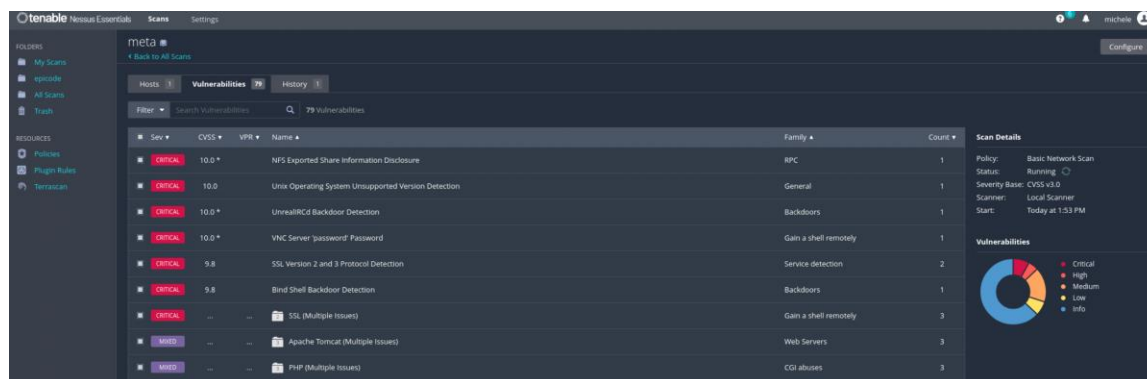 tenable Nessus Essentials Scans Settings michele
FOLDERS
My Scans
epicode
All Scans
Trash
RESOURCES
Policies
Plugin Rules
Terrascan
meta
< Back to All Scans
Configure
Hosts 1 Vulnerabilities 79 History 1
Filter Search Vulnerabilities 79 Vulnerabilities
Sev CVSS VPR Name Family Count
CRITICAL 10.0 * NFS Exported Share Information Disclosure RPC 1
CRITICAL 10.0 Unix Operating System Unsupported Version Detection General 1
CRITICAL 10.0 * UnrealIRCd Backdoor Detection Backdoors 1
CRITICAL 10.0 * VNC Server 'password' Password Gain a shell remotely 1
CRITICAL 9.8 SSL Version 2 and 3 Protocol Detection Service detection 2
CRITICAL 9.8 Bind Shell Backdoor Detection Backdoors 1
CRITICAL ... ... SSL (Multiple Issues) Gain a shell remotely 3
MIXED ... ... Apache Tomcat (Multiple Issues) Web Servers 3
MIXED ... ... PHP (Multiple Issues) CGI abuses 3
Scan Details
Policy: Basic Network Scan
Status: Running
Severity Base: CVSS v3.0
Scanner: Local Scanner
Start: Today at 1:53 PM
Vulnerabilities
Critical
High
Medium
Low
Info